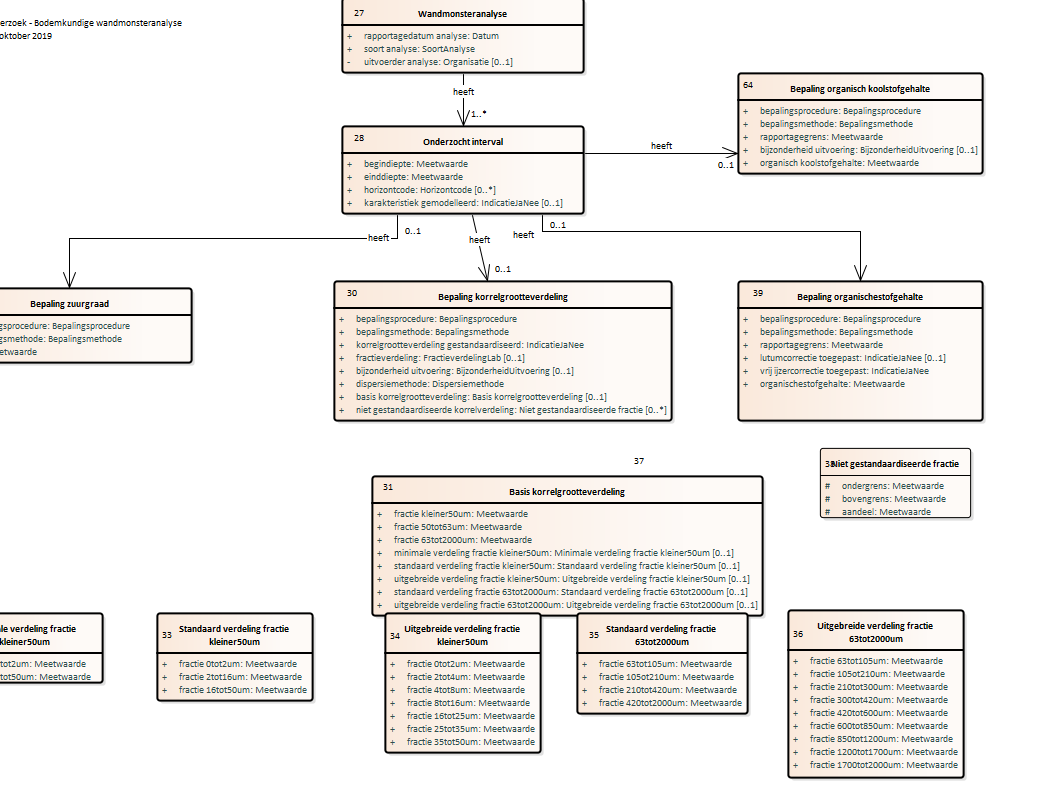 erzoek - Bodemkundige wandmonsteranalyse
oktober 2019
27 Wandmonsteranalyse
+ rapportagedatum analyse: Datum
+ soort analyse: SoortAnalyse
- uitvoerder analyse: Organisatie [0..1]
heeft
1..*
28 Onderzocht interval
+ begindiepte: Meetwaarde
+ einddiepte: Meetwaarde
+ horizontcode: Horizontcode [0..*]
+ karakteristiek gemodelleerd: IndicatieJaNee [0..1]
heeft
0..1
64 Bepaling organisch koolstofgehalte
+ bepalingsprocedure: Bepalingsprocedure
+ bepalingsmethode: Bepalingsmethode
+ rapportagegrens: Meetwaarde
+ bijzonderheid uitvoering: BijzonderheidUitvoering [0..1]
+ organisch koolstofgehalte: Meetwaarde
heeft
0..1
heeft
0..1
heeft
0..1
Bepaling zuurgraad
gsprocedure: Bepalingsprocedure
gsmethode: Bepalingsmethode
etwaarde
30 Bepaling korrelgrootteverdeling
+ bepalingsprocedure: Bepalingsprocedure
+ bepalingsmethode: Bepalingsmethode
+ korrelgrootteverdeling gestandaardiseerd: IndicatieJaNee
+ fractieverdeling: FractieverdelingLab [0..1]
+ bijzonderheid uitvoering: BijzonderheidUitvoering [0..1]
+ dispersiemethode: Dispersiemethode
+ basis korrelgrootteverdeling: Basis korrelgrootteverdeling [0..1]
+ niet gestandaardiseerde korrelverdeling: Niet gestandaardiseerde fractie [0..*]
39 Bepaling organischestofgehalte
+ bepalingsprocedure: Bepalingsprocedure
+ bepalingsmethode: Bepalingsmethode
+ rapportagegrens: Meetwaarde
+ lutumcorrectie toegepast: IndicatieJaNee [0..1]
+ vrij ijzercorrectie toegepast: IndicatieJaNee
+ organischestofgehalte: Meetwaarde
37
Niet gestandaardiseerde fractie
# ondergrens: Meetwaarde
# bovengrens: Meetwaarde
# aandeel: Meetwaarde
31 Basis korrelgrootteverdeling
+ fractie kleiner50um: Meetwaarde
+ fractie 50tot63um: Meetwaarde
+ fractie 63tot2000um: Meetwaarde
+ minimale verdeling fractie kleiner50um: Minimale verdeling fractie kleiner50um [0..1]
+ standaard verdeling fractie kleiner50um: Standaard verdeling fractie kleiner50um [0..1]
+ uitgebreide verdeling fractie kleiner50um: Uitgebreide verdeling fractie kleiner50um [0..1]
+ standaard verdeling fractie 63tot2000um: Standaard verdeling fractie 63tot2000um [0..1]
+ uitgebreide verdeling fractie 63tot2000um: Uitgebreide verdeling fractie 63tot2000um [0..1]
le verdeling fractie
kleiner50um
tot2um: Meetwaarde
tot50um: Meetwaarde
33 Standaard verdeling fractie
kleiner50um
+ fractie 0tot2um: Meetwaarde
+ fractie 2tot16um: Meetwaarde
+ fractie 16tot50um: Meetwaarde
34 Uitgebreide verdeling fractie
kleiner50um
+ fractie 0tot2um: Meetwaarde
+ fractie 2tot4um: Meetwaarde
+ fractie 4tot8um: Meetwaarde
+ fractie 8tot16um: Meetwaarde
+ fractie 16tot25um: Meetwaarde
+ fractie 25tot35um: Meetwaarde
+ fractie 35tot50um: Meetwaarde
35 Standaard verdeling fractie
63tot2000um
+ fractie 63tot105um: Meetwaarde
+ fractie 105tot210um: Meetwaarde
+ fractie 210tot420um: Meetwaarde
+ fractie 420tot2000um: Meetwaarde
36 Uitgebreide verdeling fractie
63tot2000um
+ fractie 63tot105um: Meetwaarde
+ fractie 105tot210um: Meetwaarde
+ fractie 210tot300um: Meetwaarde
+ fractie 300tot420um: Meetwaarde
+ fractie 420tot600um: Meetwaarde
+ fractie 600tot850um: Meetwaarde
+ fractie 850tot1200um: Meetwaarde
+ fractie 1200tot1700um: Meetwaarde
+ fractie 1700tot2000um: Meetwaarde